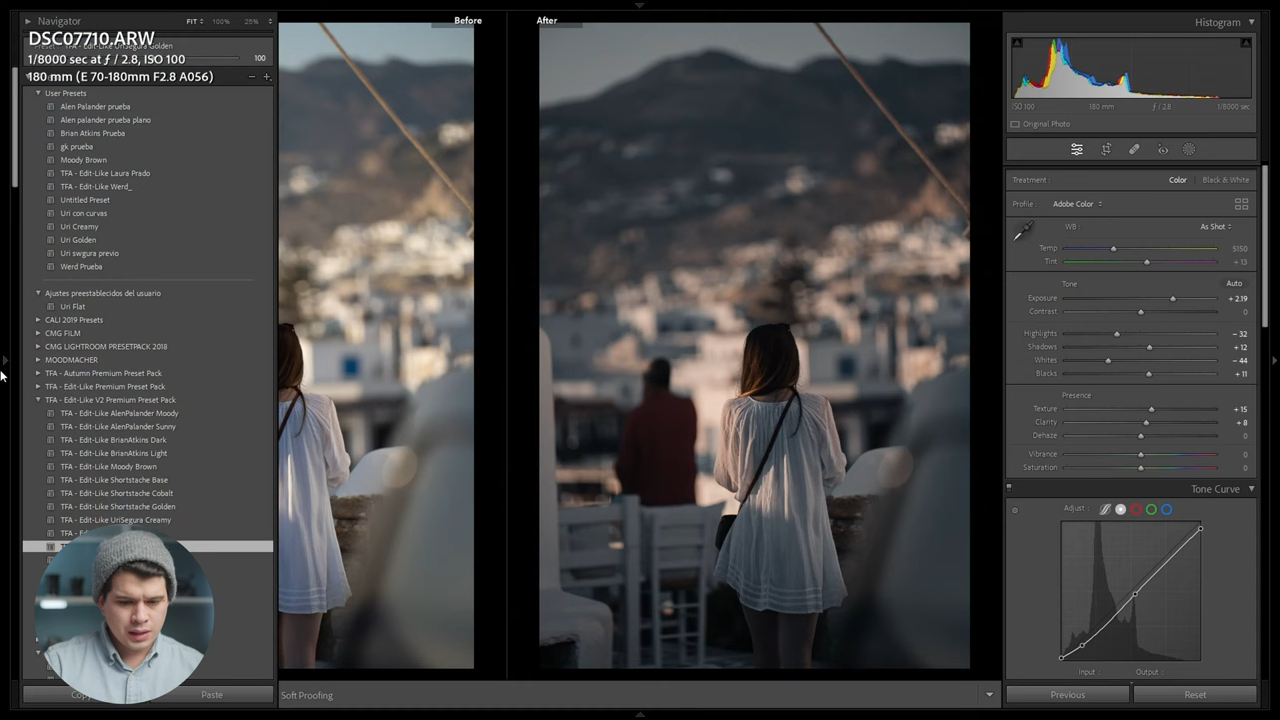 Navigator
FIT
100%
25%
DSC07710.ARW
1/8000 sec at ƒ / 2.8, ISO 100
100
180 mm (E 70-180mm F2.8 A056)
User Presets
Alen Palander prueba
Alen palander prueba plano
Brian Atkins Prueba
gk prueba
Moody Brown
TFA - Edit-Like Laura Prado
TFA - Edit-Like Werd_
Untitled Preset
Uri con curvas
Uri Creamy
Uri Golden
Uri swgura previo
Werd Prueba
Ajustes preestablecidos del usuario
Uri Flat
CALI 2019 Presets
CMG FILM
CMG LIGHTROOM PRESETPACK 2018
MOODMACHER
TFA - Autumn Premium Preset Pack
TFA - Edit-Like Premium Preset Pack
TFA - Edit-Like V2 Premium Preset Pack
TFA - Edit-Like AlenPalander Moody
TFA - Edit-Like AlenPalander Sunny
TFA - Edit-Like BrianAtkins Dark
TFA - Edit-Like BrianAtkins Light
TFA - Edit-Like Moody Brown
TFA - Edit-Like Shortstache Base
TFA - Edit-Like Shortstache Cobalt
TFA - Edit-Like Shortstache Golden
TFA - Edit-Like UriSegura Creamy
Paste
Before
After
Soft Proofing
Histogram
ISO 100
180 mm
ƒ / 2.8
1/8000 sec
Original Photo
Treatment :
Color
Black & White
Profile :
Adobe Color
WB :
As Shot
Temp
5150
Tint
+ 13
Tone
Auto
Exposure
+ 2.19
Contrast
0
Highlights
− 32
Shadows
+ 12
Whites
− 44
Blacks
+ 11
Presence
Texture
+ 15
Clarity
+ 8
Dehaze
0
Vibrance
0
Saturation
0
Tone Curve
Adjust :
Input :
Output :
Previous
Reset